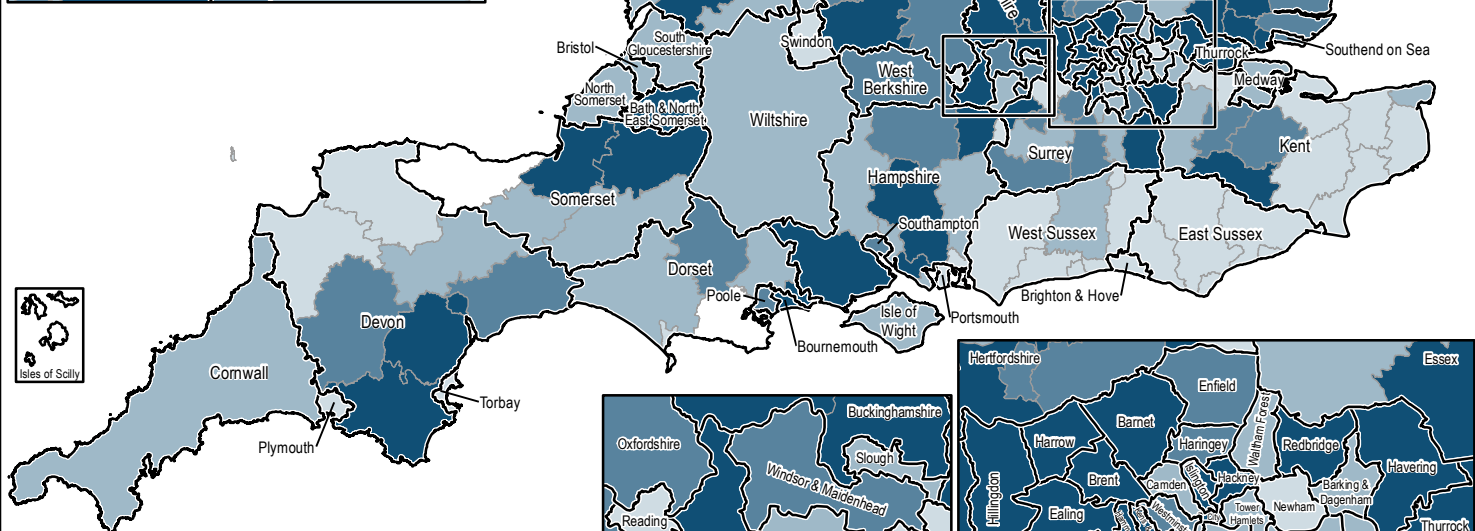 South
Gloucestershire
Bristol
Swindon
North
Somerset
Bath & North
East Somerset
West
Berkshire
Wiltshire
Thurrock
Southend on Sea
Medway
Kent
Surrey
Hampshire
Somerset
Southampton
West Sussex
East Sussex
Dorset
Poole
Brighton & Hove
Isle of
Wight
Portsmouth
Bournemouth
Devon
Cornwall
Isles of Scilly
Torbay
Plymouth
Oxfordshire
Buckinghamshire
Slough
Windsor & Maidenhead
Reading
Hertfordshire
Essex
Enfield
Barnet
Waltham Forest
Harrow
Haringey
Redbridge
Havering
Brent
Camden
Islington
Hackney
Barking &
Dagenham
Hillingdon
Ealing
Tower
Hamlets
Newham
Thurrock